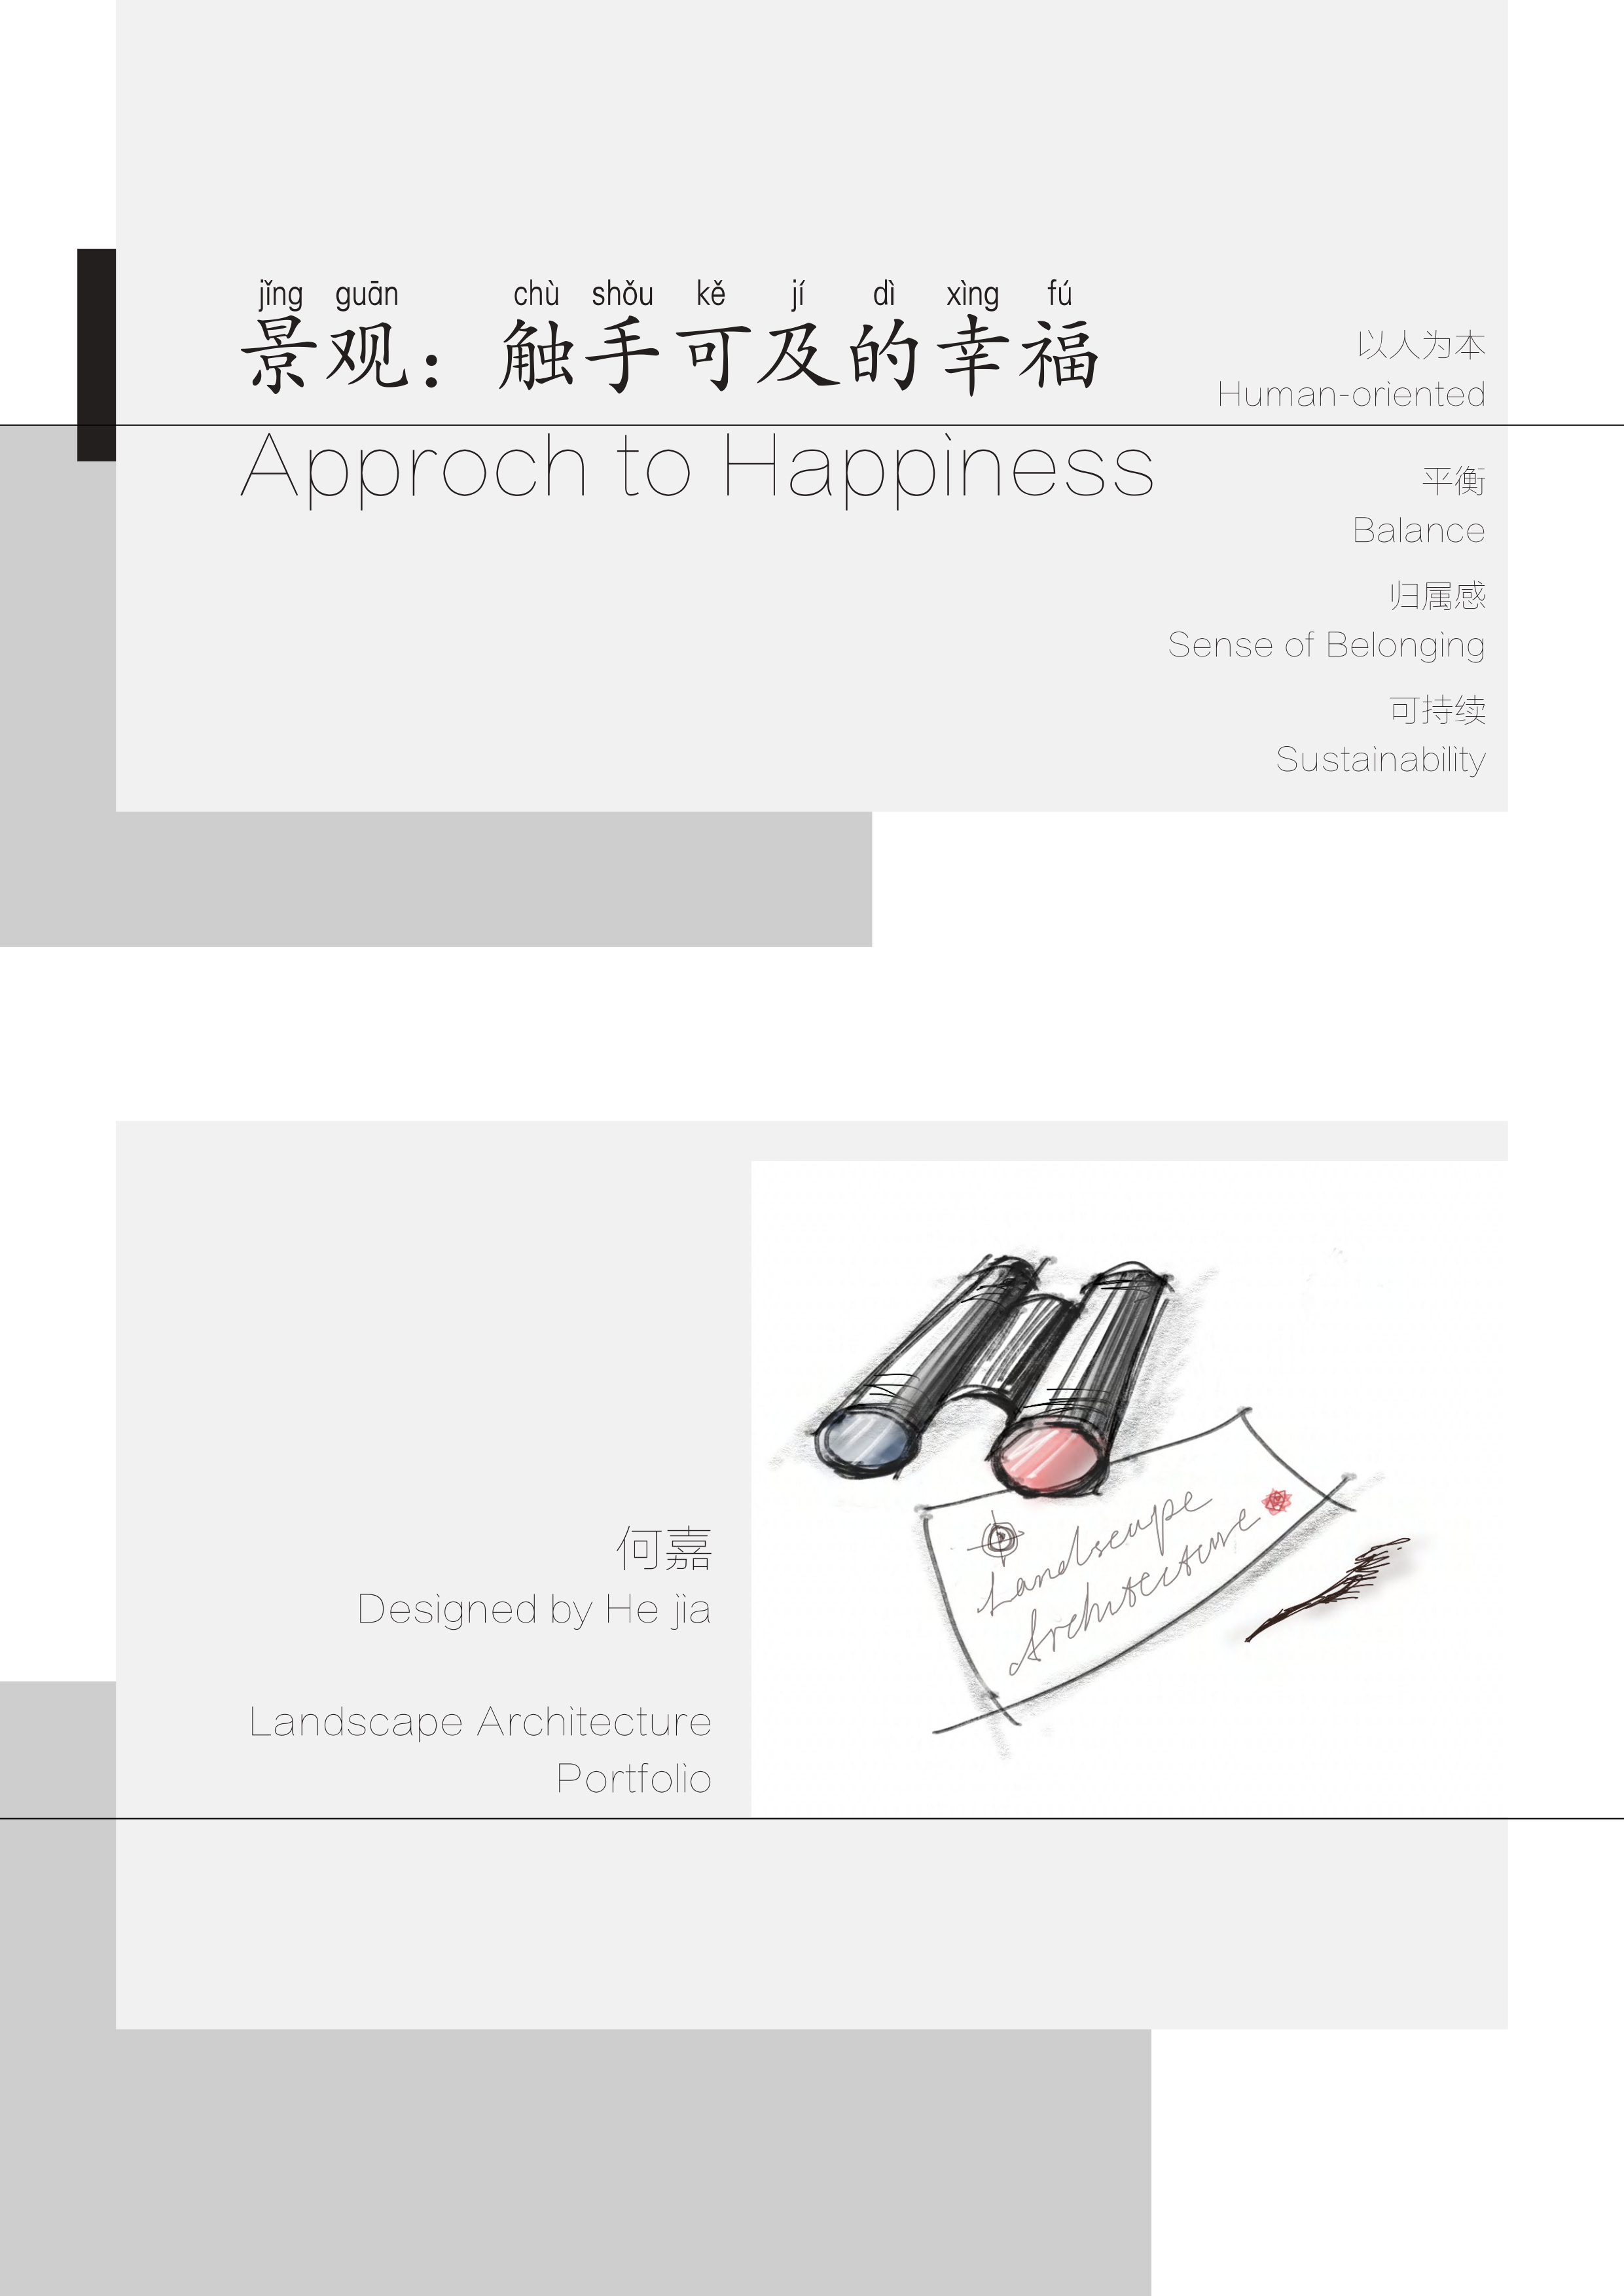 jǐng guān chù shǒu kě jí dì xìng fú
景观：触手可及的幸福
Approch to Happiness
以人为本
Human-oriented
平衡
Balance
归属感
Sense of Belonging
可持续
Sustainability
何嘉
Designed by He jia
Landscape Architecture
Portfolio
Landscape
Architecture